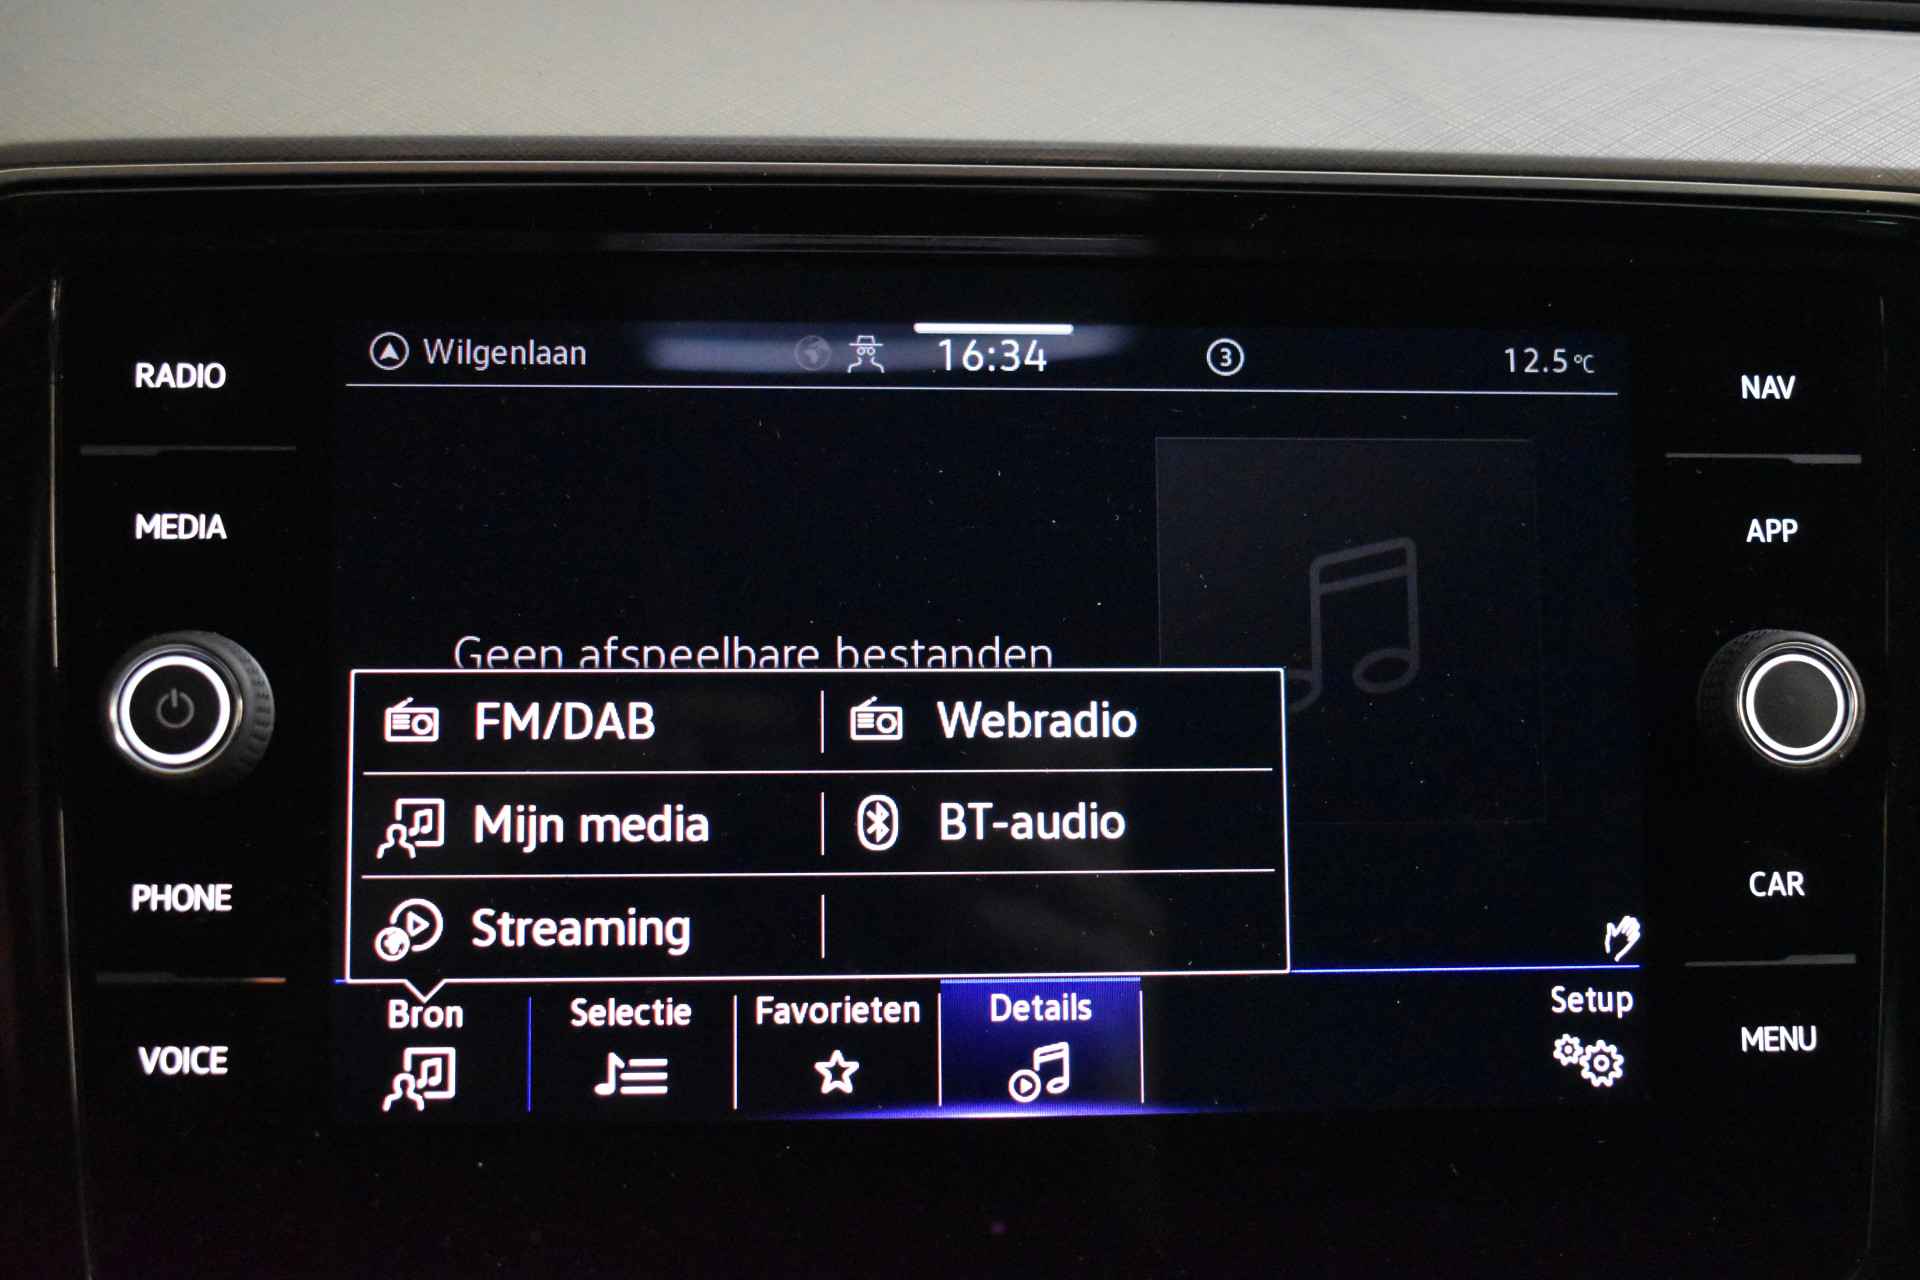 Wilgenlaan 16:34 3 12.5°C
RADIO
NAV
MEDIA
APP
Geen afspeelbare bestanden
FM/DAB Webradio
Mijn media BT-audio
Streaming
PHONE
CAR
Bron Selectie Favorieten Details Setup
VOICE
MENU